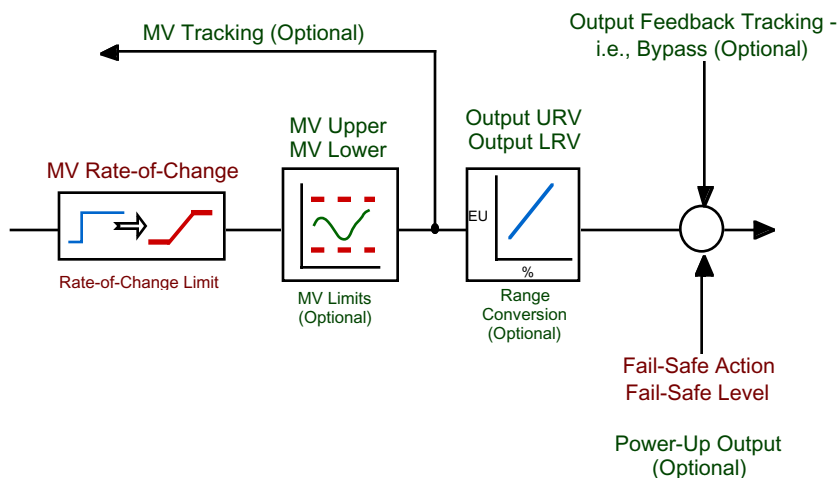 MV Tracking (Optional)
Output Feedback Tracking -
i.e., Bypass (Optional)
MV Upper
MV Lower
Output URV
Output LRV
MV Rate-of-Change
EU
%
Rate-of-Change Limit
MV Limits
(Optional)
Range
Conversion
(Optional)
Fail-Safe Action
Fail-Safe Level
Power-Up Output
(Optional)